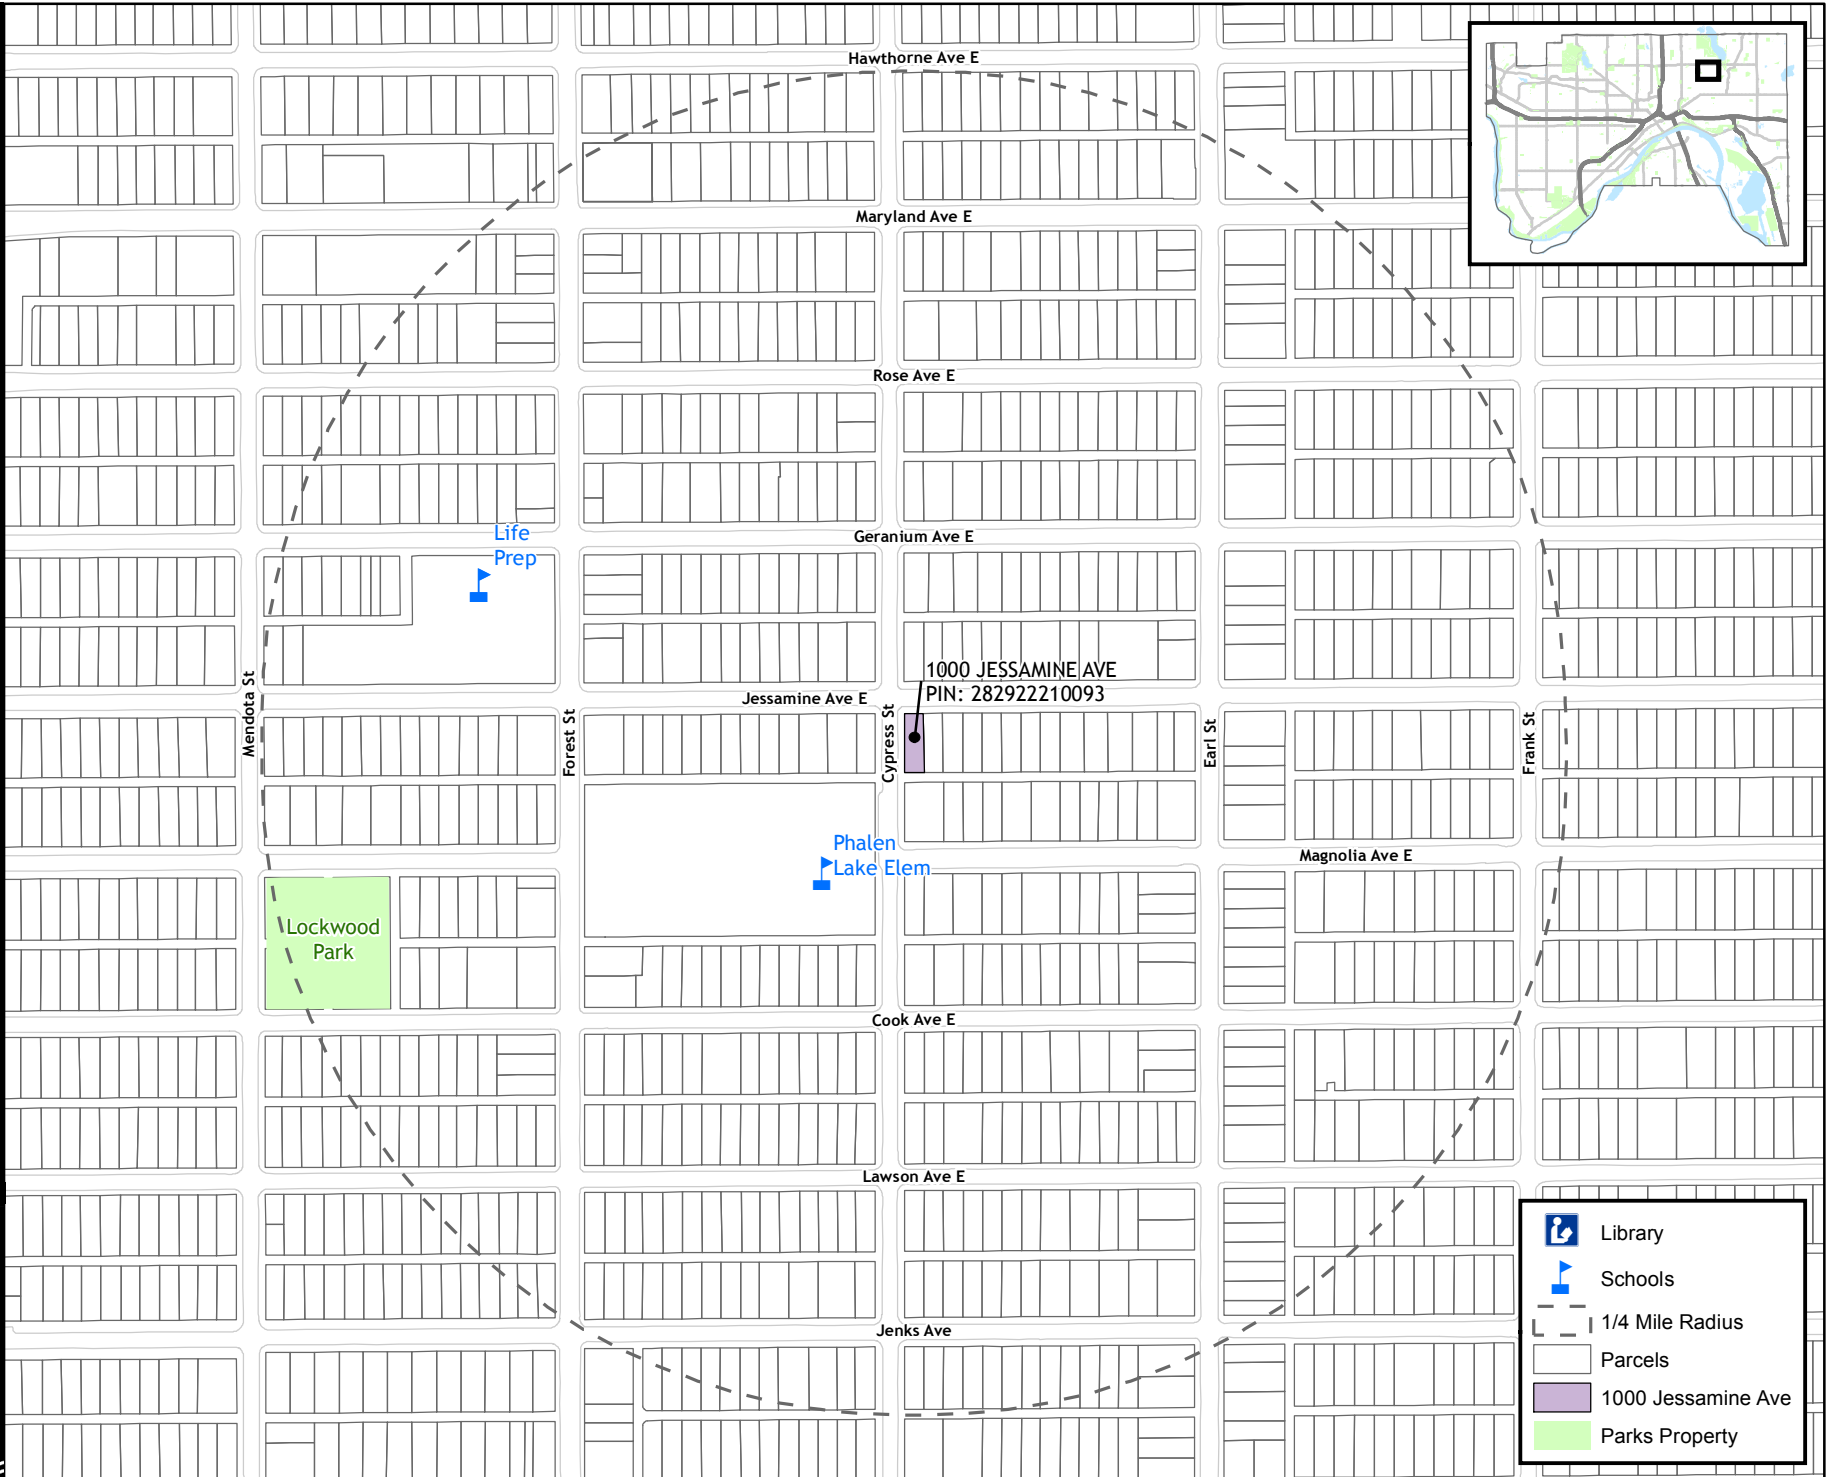 Hawthorne Ave E
Maryland Ave E
Rose Ave E
Life
Prep
Geranium Ave E
1000 JESSAMINE AVE
PIN: 282922210093
Jessamine Ave E
Mendota St
Forest St
Cypress St
Earl St
Frank St
Phalen
Lake Elem
Magnolia Ave E
Lockwood
Park
Cook Ave E
Lawson Ave E
Jenks Ave
Library
Schools
1/4 Mile Radius
Parcels
1000 Jessamine Ave
Parks Property